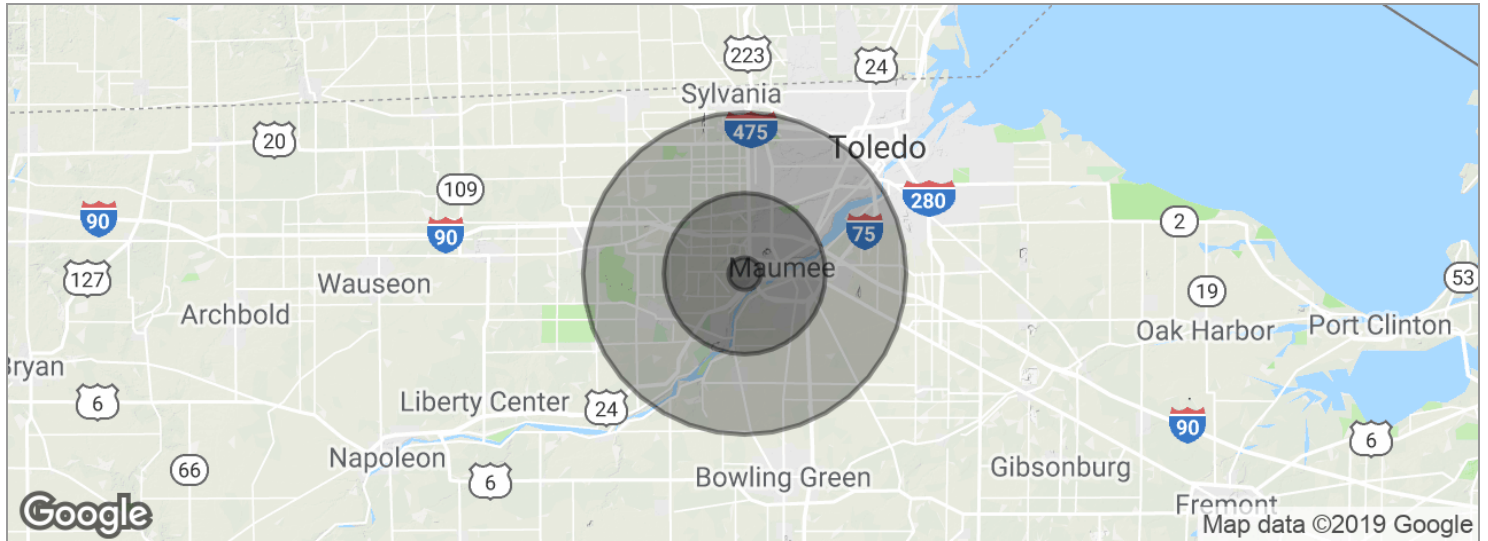 223
24
Sylvania
475
Toledo
20
109
280
90
90
75
2
127
Wauseon
Maumee
53
19
Archbold
Oak Harbor
Port Clinton
Bryan
6
Liberty Center
24
90
6
66
Napoleon
6
Bowling Green
Gibsonburg
Fremont
Google
Map data ©2019 Google